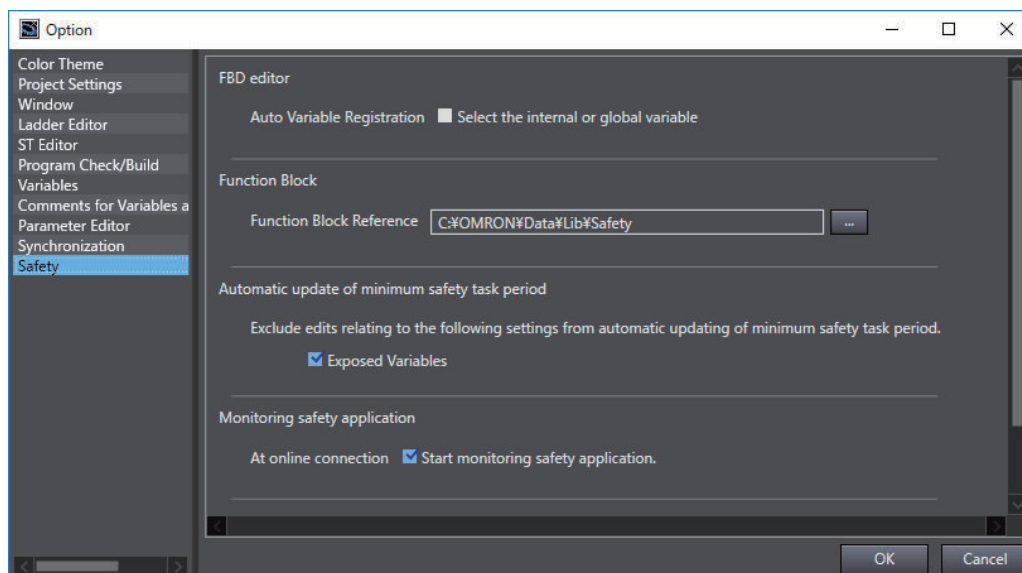 Option
Color Theme
Project Settings
Window
Ladder Editor
ST Editor
Program Check/Build
Variables
Comments for Variables a
Parameter Editor
Synchronization
Safety
FBD editor
Auto Variable Registration Select the internal or global variable
Function Block
Function Block Reference C:¥OMRON¥Data¥Lib¥Safety ...
Automatic update of minimum safety task period
Exclude edits relating to the following settings from automatic updating of minimum safety task period.
Exposed Variables
Monitoring safety application
At online connection Start monitoring safety application.
OK Cancel